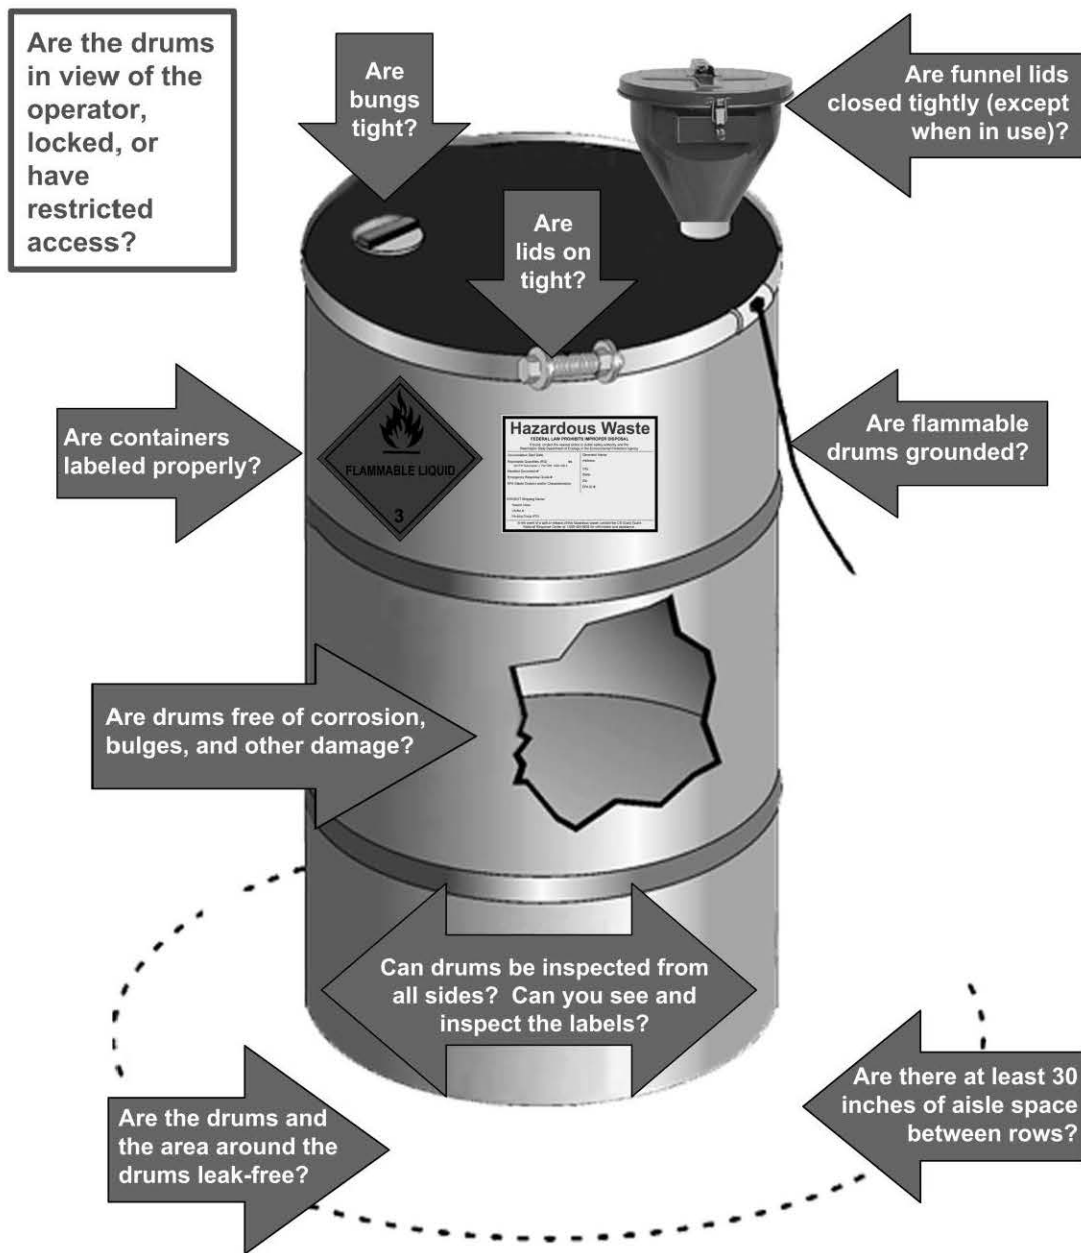 Are the drums
in view of the
operator,
locked, or
have
restricted
access?
Are
bungs
tight?
Are funnel lids
closed tightly (except
when in use)?
Are
lids on
tight?
Are containers
labeled properly?
FLAMMABLE LIQUID
3
Hazardous Waste
FEDERAL LAW PROHIBITS IMPROPER DISPOSAL
Are flammable
drums grounded?
Are drums free of corrosion,
bulges, and other damage?
Can drums be inspected from
all sides? Can you see and
inspect the labels?
Are the drums and
the area around the
drums leak-free?
Are there at least 30
inches of aisle space
between rows?